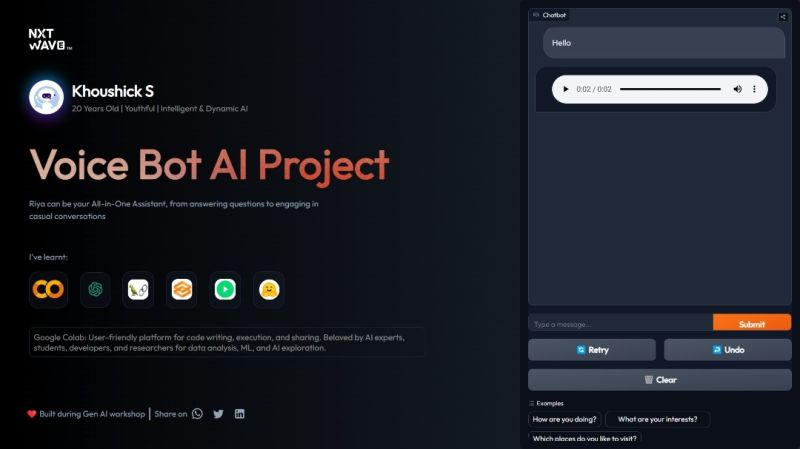 NXT
WAVE TM
Khoushick S
20 Years Old | Youthful | Intelligent & Dynamic AI
Voice Bot AI Project
Riya can be your All-in-One Assistant, from answering questions to engaging in
casual conversations
I've learnt:
Google Colab: User-friendly platform for code writing, execution, and sharing. Beloved by AI experts,
students, developers, and researchers for data analysis, ML, and AI exploration.
Built during Gen AI workshop | Share on
Chatbot
Hello
0:02 / 0:02
Type a message...
Submit
Retry
Undo
Clear
Examples
How are you doing?
What are your interests?
Which places do you like to visit?